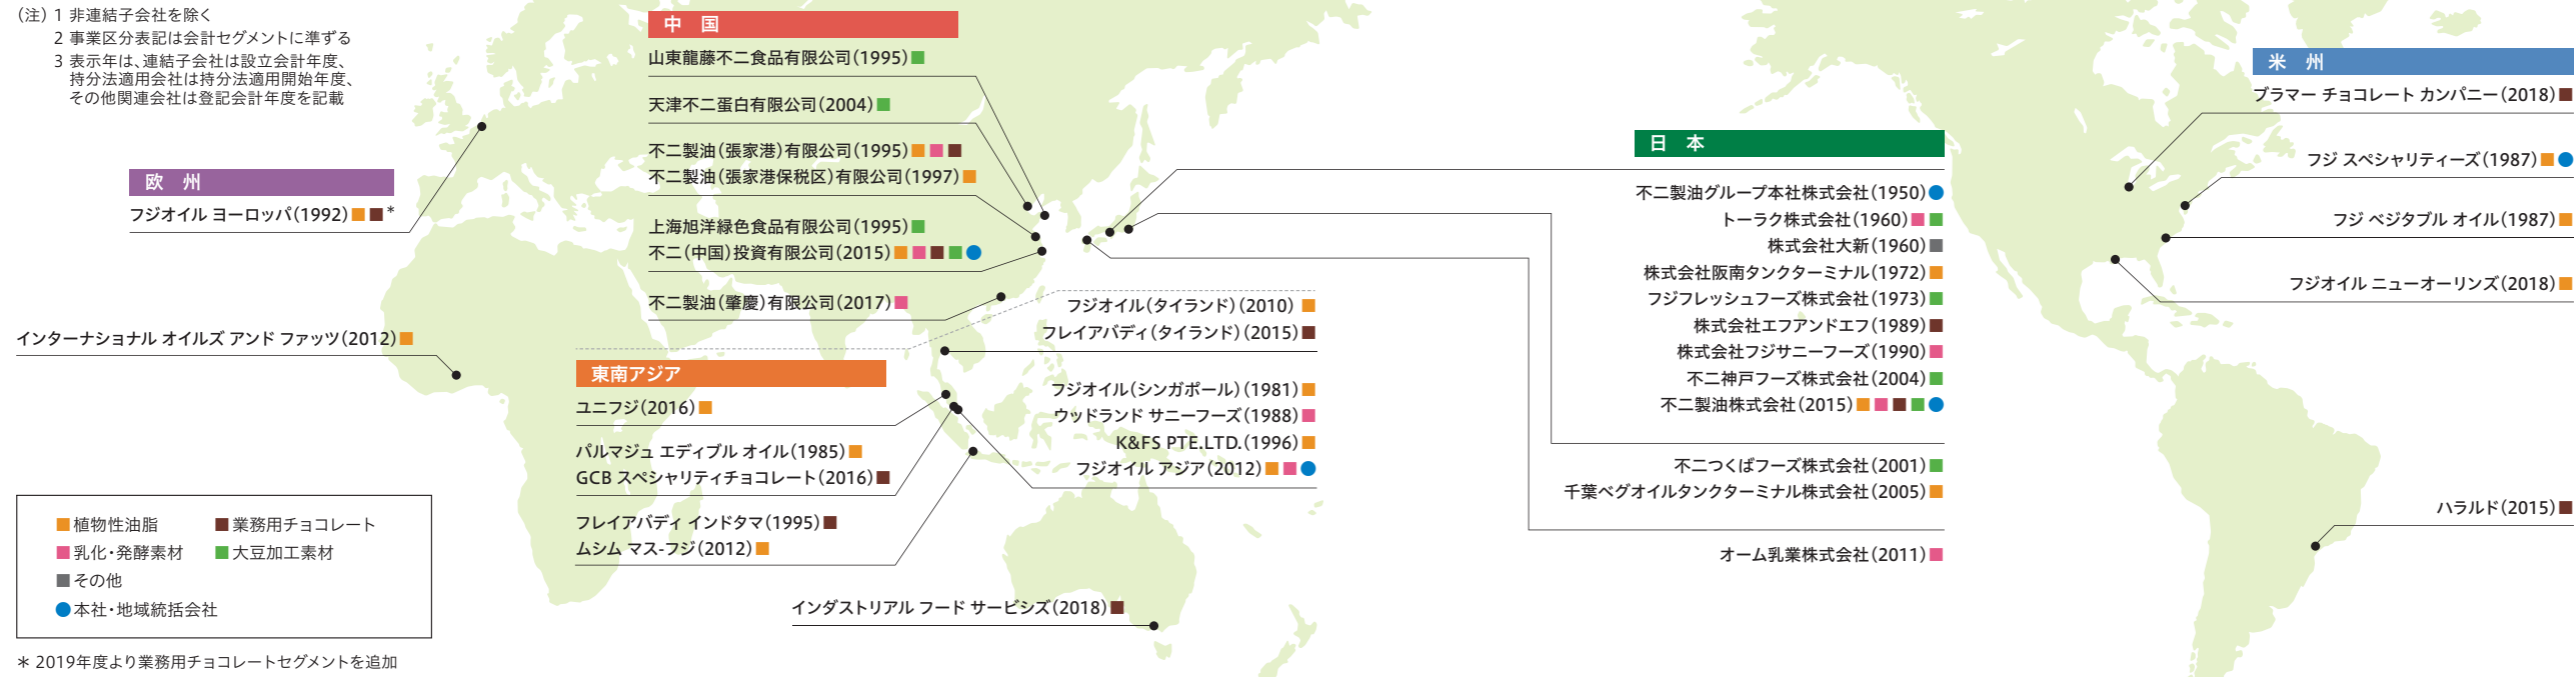 （注）1 非連結子会社を除く
2 事業区分表記は会計セグメントに準ずる
3 表示年は、連結子会社は設立会計年度、
持分法適用会社は持分法適用開始年度、
その他関連会社は登記会計年度を記載
欧 州
フジオイル ヨーロッパ（1992）■■*
インターナショナル オイルズ アンド ファッツ（2012）■
中 国
山東龍藤不二食品有限公司（1995）■
天津不二蛋白有限公司（2004）■
不二製油（張家港）有限公司（1995）■■■
不二製油（張家港保税区）有限公司（1997）■
上海旭洋緑色食品有限公司（1995）■
不二（中国）投資有限公司（2015）■■■■●
不二製油（肇慶）有限公司（2017）■
東南アジア
ユニフジ（2016）■
パルマジュ エディブル オイル（1985）■
GCB スペシャリティチョコレート（2016）■
フレイアバディ インドタマ（1995）■
ムシム マス-フジ（2012）■
フジオイル（タイランド）（2010）■
フレイアバディ（タイランド）（2015）■
フジオイル（シンガポール）（1981）■
ウッドランド サニーフーズ（1988）■
K&FS PTE.LTD.（1996）■
フジオイル アジア（2012）■■●
インダストリアル フード サービシズ（2018）■
日 本
不二製油グループ本社株式会社（1950）●
トーラク株式会社（1960）■■
株式会社大新（1960）■
株式会社阪南タンクターミナル（1972）■
フジフレッシュフーズ株式会社（1973）■
株式会社エフアンドエフ（1989）■
株式会社フジサニーフーズ（1990）■
不二神戸フーズ株式会社（2004）■
不二製油株式会社（2015）■■■■●
不二つくばフーズ株式会社（2001）■
千葉ベグオイルタンクターミナル株式会社（2005）■
オーム乳業株式会社（2011）■
米 州
ブラマー チョコレート カンパニー（2018）■
フジ スペシャリティーズ（1987）■●
フジ ベジタブル オイル（1987）■
フジオイル ニューオーリンズ（2018）■
ハラルド（2015）■
■植物性油脂 ■業務用チョコレート
■乳化・発酵素材 ■大豆加工素材
■その他
●本社・地域統括会社
＊ 2019年度より業務用チョコレートセグメントを追加